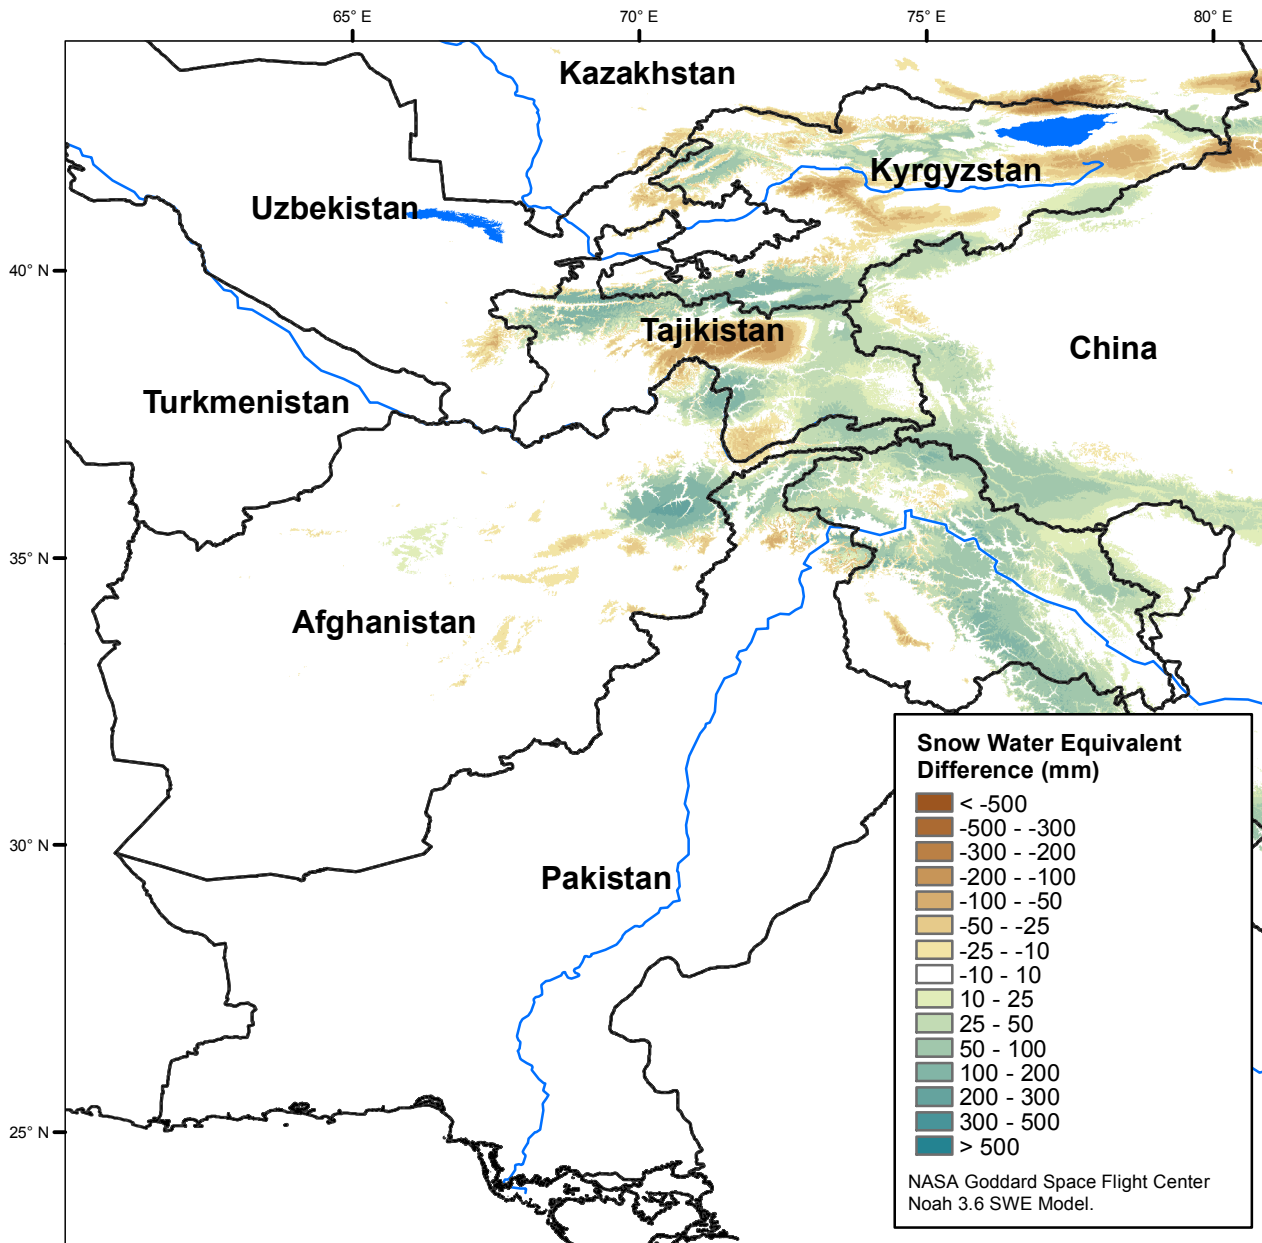 65° E
70° E
75° E
80° E
Kazakhstan
Kyrgyzstan
Uzbekistan
40° N
Tajikistan
China
Turkmenistan
35° N
Afghanistan
Snow Water Equivalent
Difference (mm)
< -500
-500 - -300
-300 - -200
-200 - -100
-100 - -50
-50 - -25
-25 - -10
-10 - 10
10 - 25
25 - 50
50 - 100
100 - 200
200 - 300
300 - 500
> 500
NASA Goddard Space Flight Center
Noah 3.6 SWE Model.
30° N
Pakistan
25° N